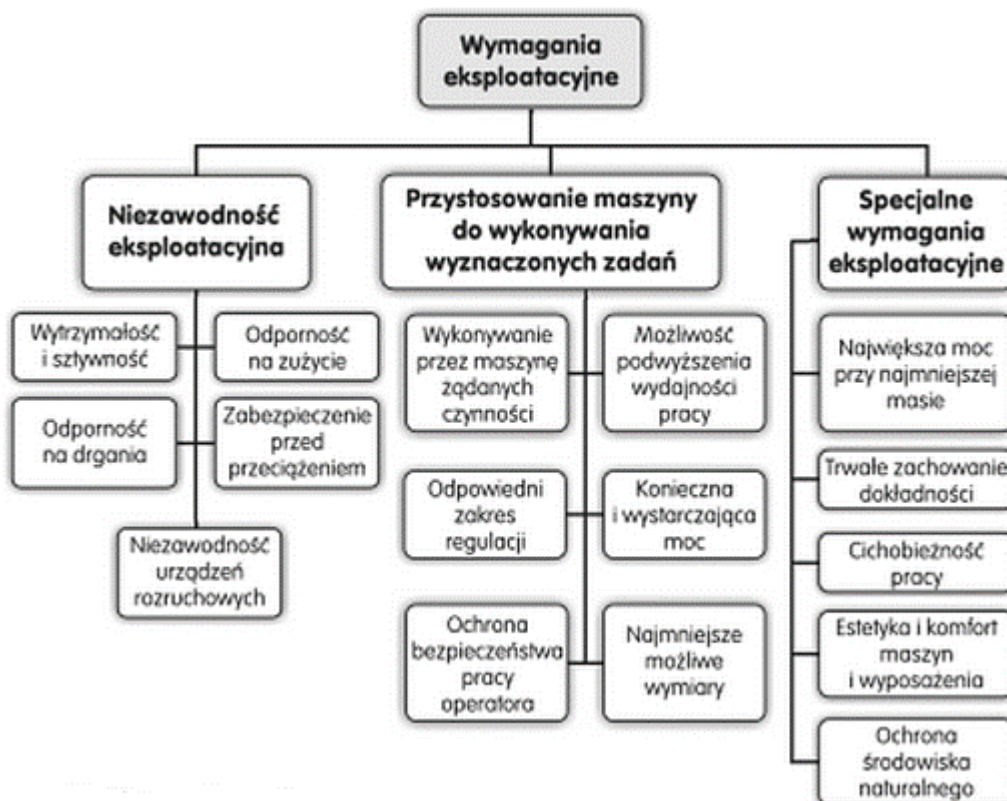 Wymagania
eksploatacyjne
Niezawodność
eksploatacyjna
Przystosowanie maszyny
do wykonywania
wyznaczonych zadań
Specjalne
wymagania
eksploatacyjne
Wytrzymałość
i sztywność
Odporność
na zużycie
Odporność
na drgania
Zabezpieczenie
przed
przeciążeniem
Niezawodność
urządzeń
rozruchowych
Wykonywanie
przez maszynę
żądanych
czynności
Możliwość
podwyższenia
wydajności
pracy
Odpowiedni
zakres
regulacji
Konieczna
i wystarczająca
moc
Ochrona
bezpieczeństwa
pracy
operatora
Najmniejsze
możliwe
wymiary
Największa moc
przy najmniejszej
masie
Trwałe zachowanie
dokładności
Cichobieżność
pracy
Estetyka i komfort
maszyn
i wyposażenia
Ochrona
środowiska
naturalnego